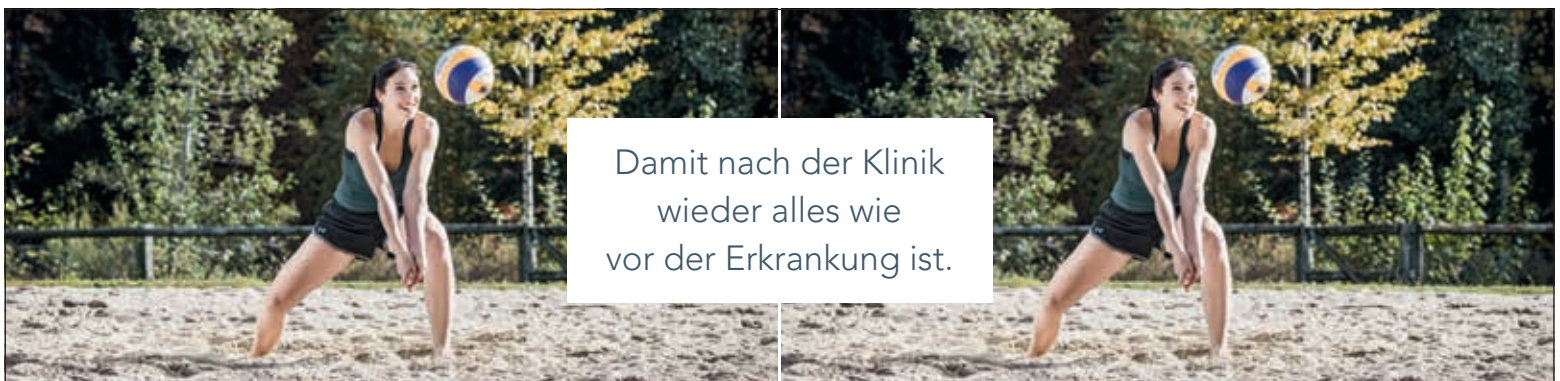 Damit nach der Klinik
wieder alles wie
vor der Erkrankung ist.